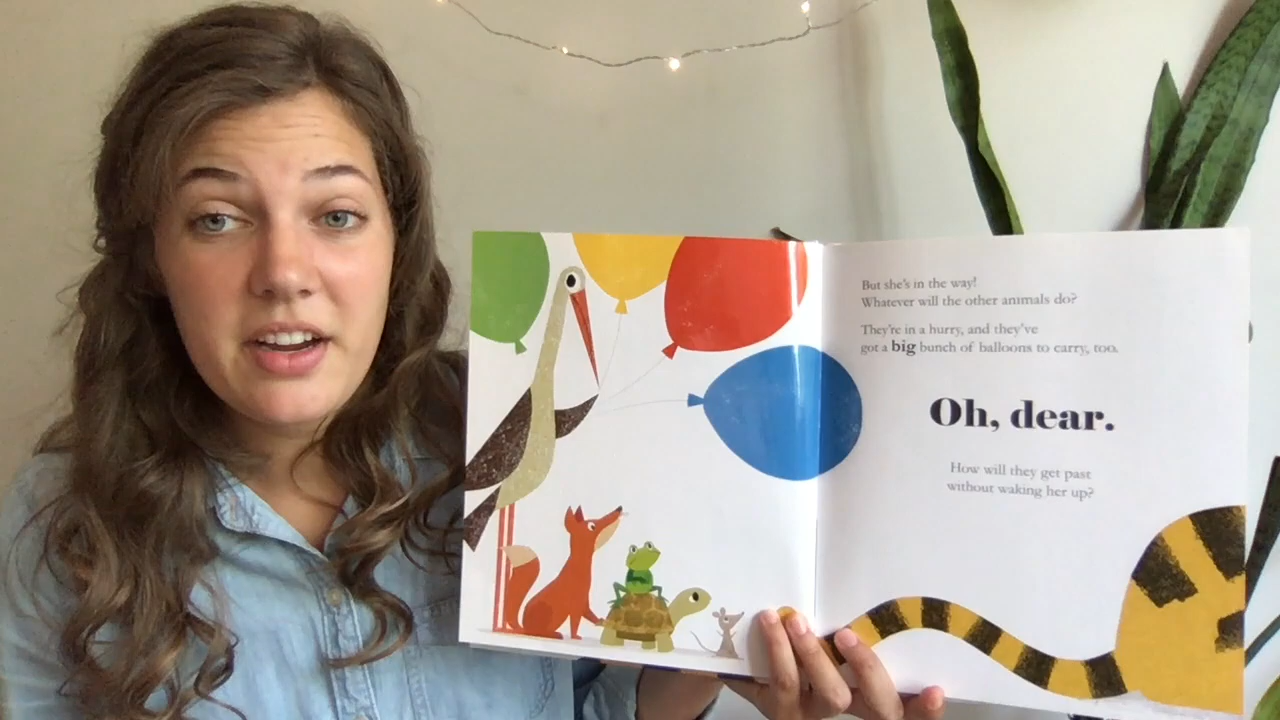 But she's in the way!
Whatever will the other animals do?
They're in a hurry, and they've
got a big bunch of balloons to carry, too.
Oh, dear.
How will they get past
without waking her up?